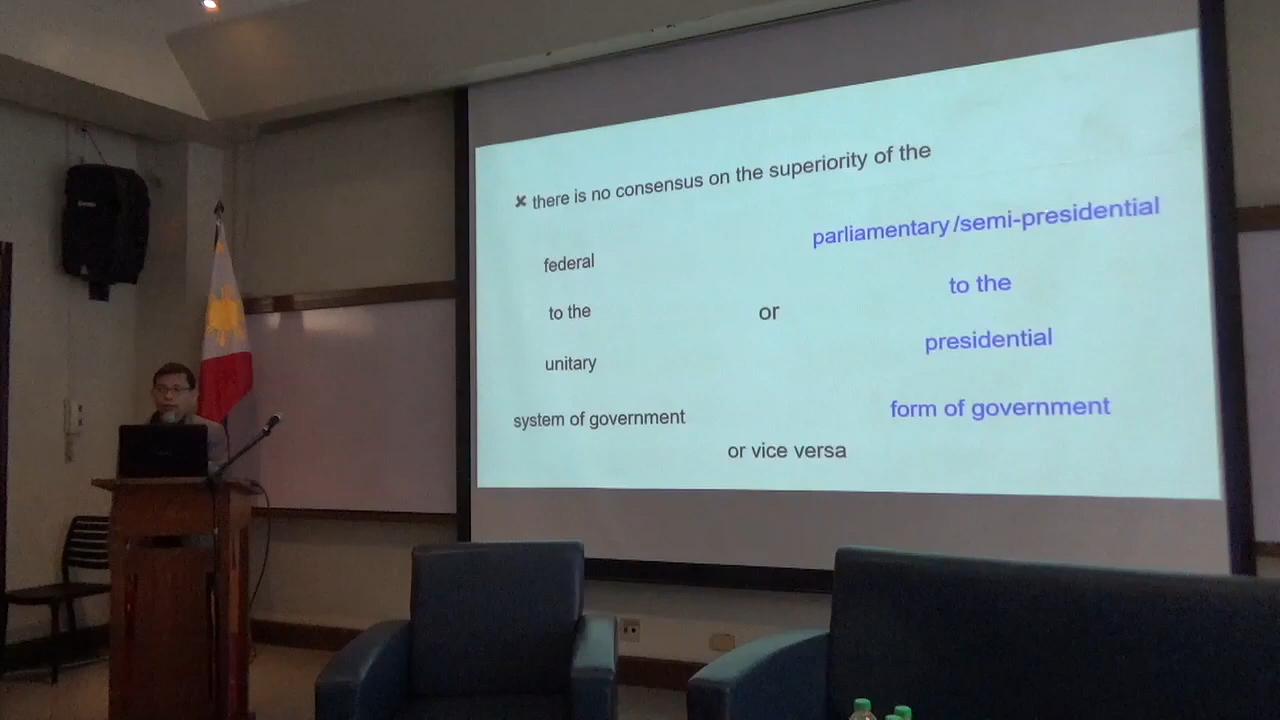 ✘ there is no consensus on the superiority of the
federal
to the
unitary
system of government
or
parliamentary/semi-presidential
to the
presidential
form of government
or vice versa